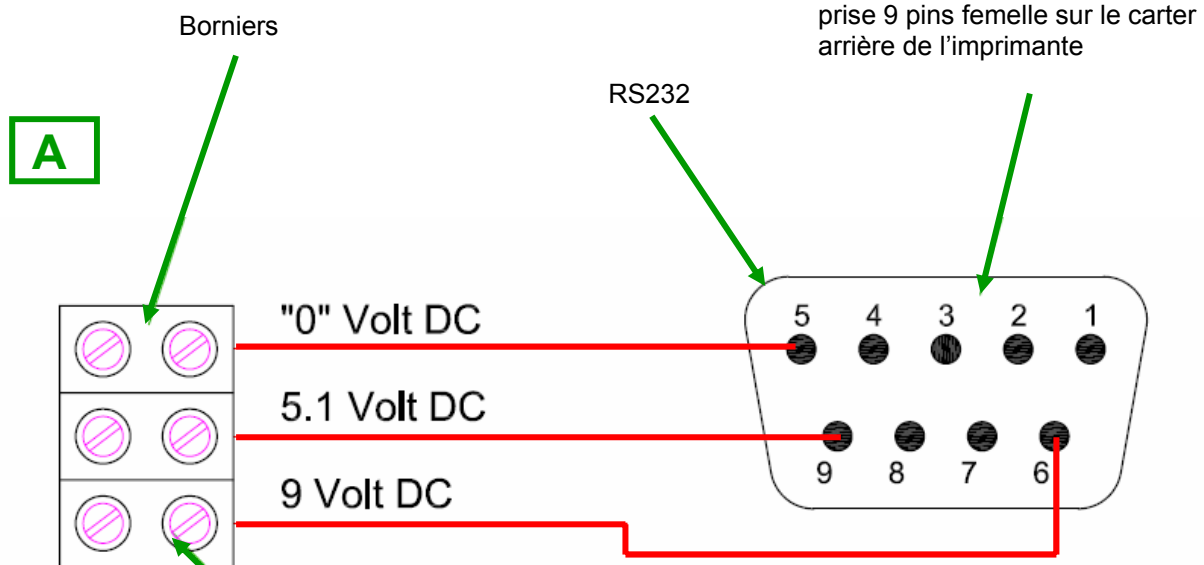 Borniers
prise 9 pins femelle sur le carter
arrière de l'imprimante
RS232
A
"0" Volt DC
5 4 3 2 1
5.1 Volt DC
9 8 7 6
9 Volt DC